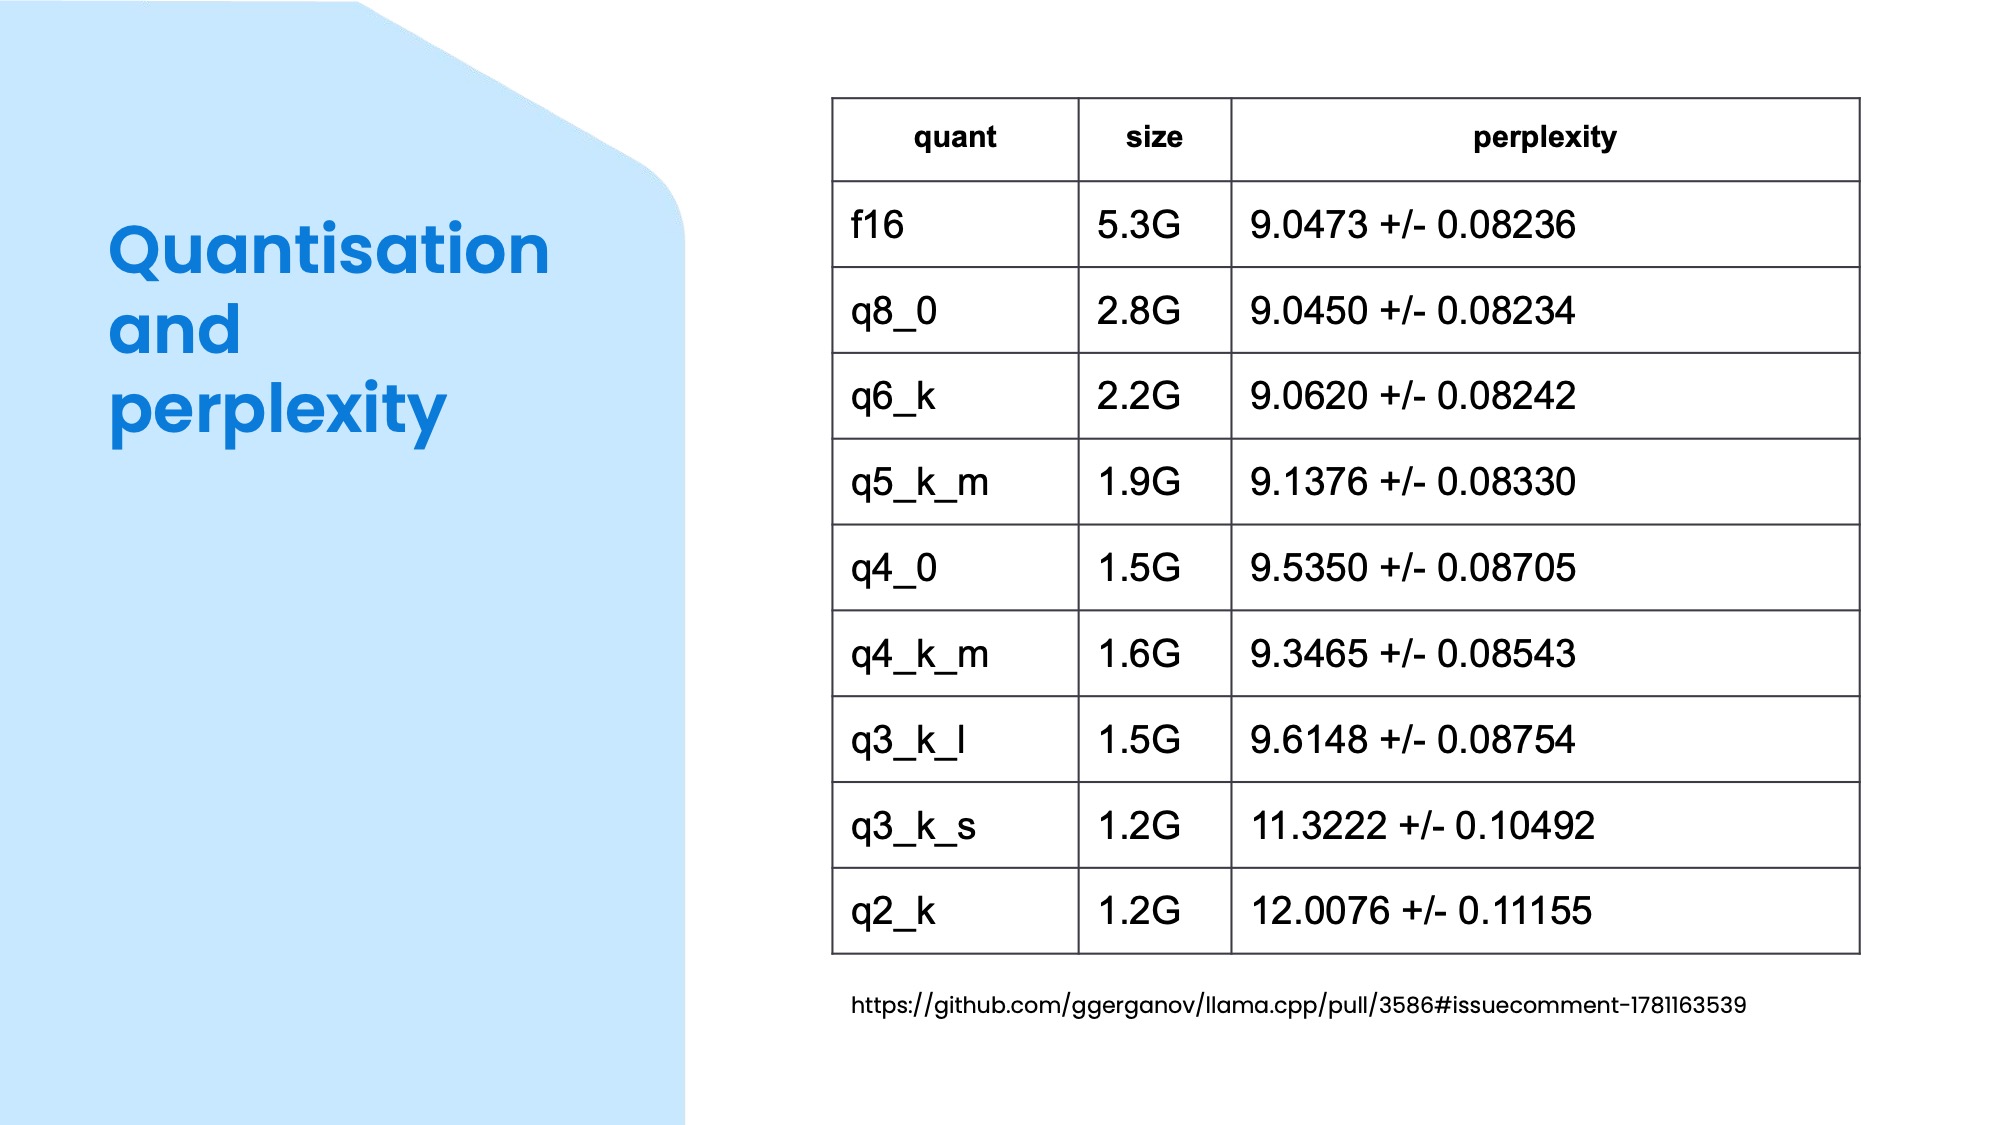 Quantisation
and
perplexity
quant size perplexity
f16 5.3G 9.0473 +/- 0.08236
q8_0 2.8G 9.0450 +/- 0.08234
q6_k 2.2G 9.0620 +/- 0.08242
q5_k_m 1.9G 9.1376 +/- 0.08330
q4_0 1.5G 9.5350 +/- 0.08705
q4_k_m 1.6G 9.3465 +/- 0.08543
q3_k_l 1.5G 9.6148 +/- 0.08754
q3_k_s 1.2G 11.3222 +/- 0.10492
q2_k 1.2G 12.0076 +/- 0.11155
https://github.com/ggerganov/llama.cpp/pull/3586#issuecomment-1781163539